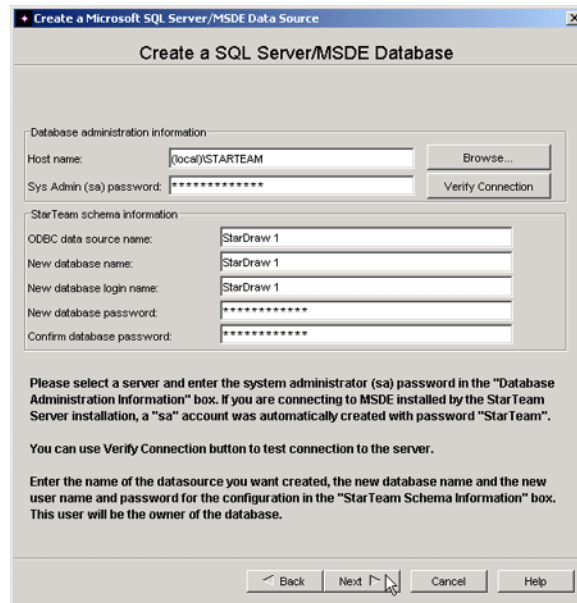 Create a Microsoft SQL Server/MSDE Data Source
Create a SQL Server/MSDE Database
Database administration information
Host name: (local)\STARTEAM Browse...
Sys Admin (sa) password: ************* Verify Connection
StarTeam schema information
ODBC data source name: StarDraw 1
New database name: StarDraw 1
New database login name: StarDraw 1
New database password: ************
Confirm database password: ************
Please select a server and enter the system administrator (sa) password in the "Database
Administration Information" box. If you are connecting to MSDE installed by the StarTeam
Server installation, a "sa" account was automatically created with password "StarTeam".
You can use Verify Connection button to test connection to the server.
Enter the name of the datasource you want created, the new database name and the new
user name and password for the configuration in the "StarTeam Schema Information" box.
This user will be the owner of the database.
Back Next Cancel Help